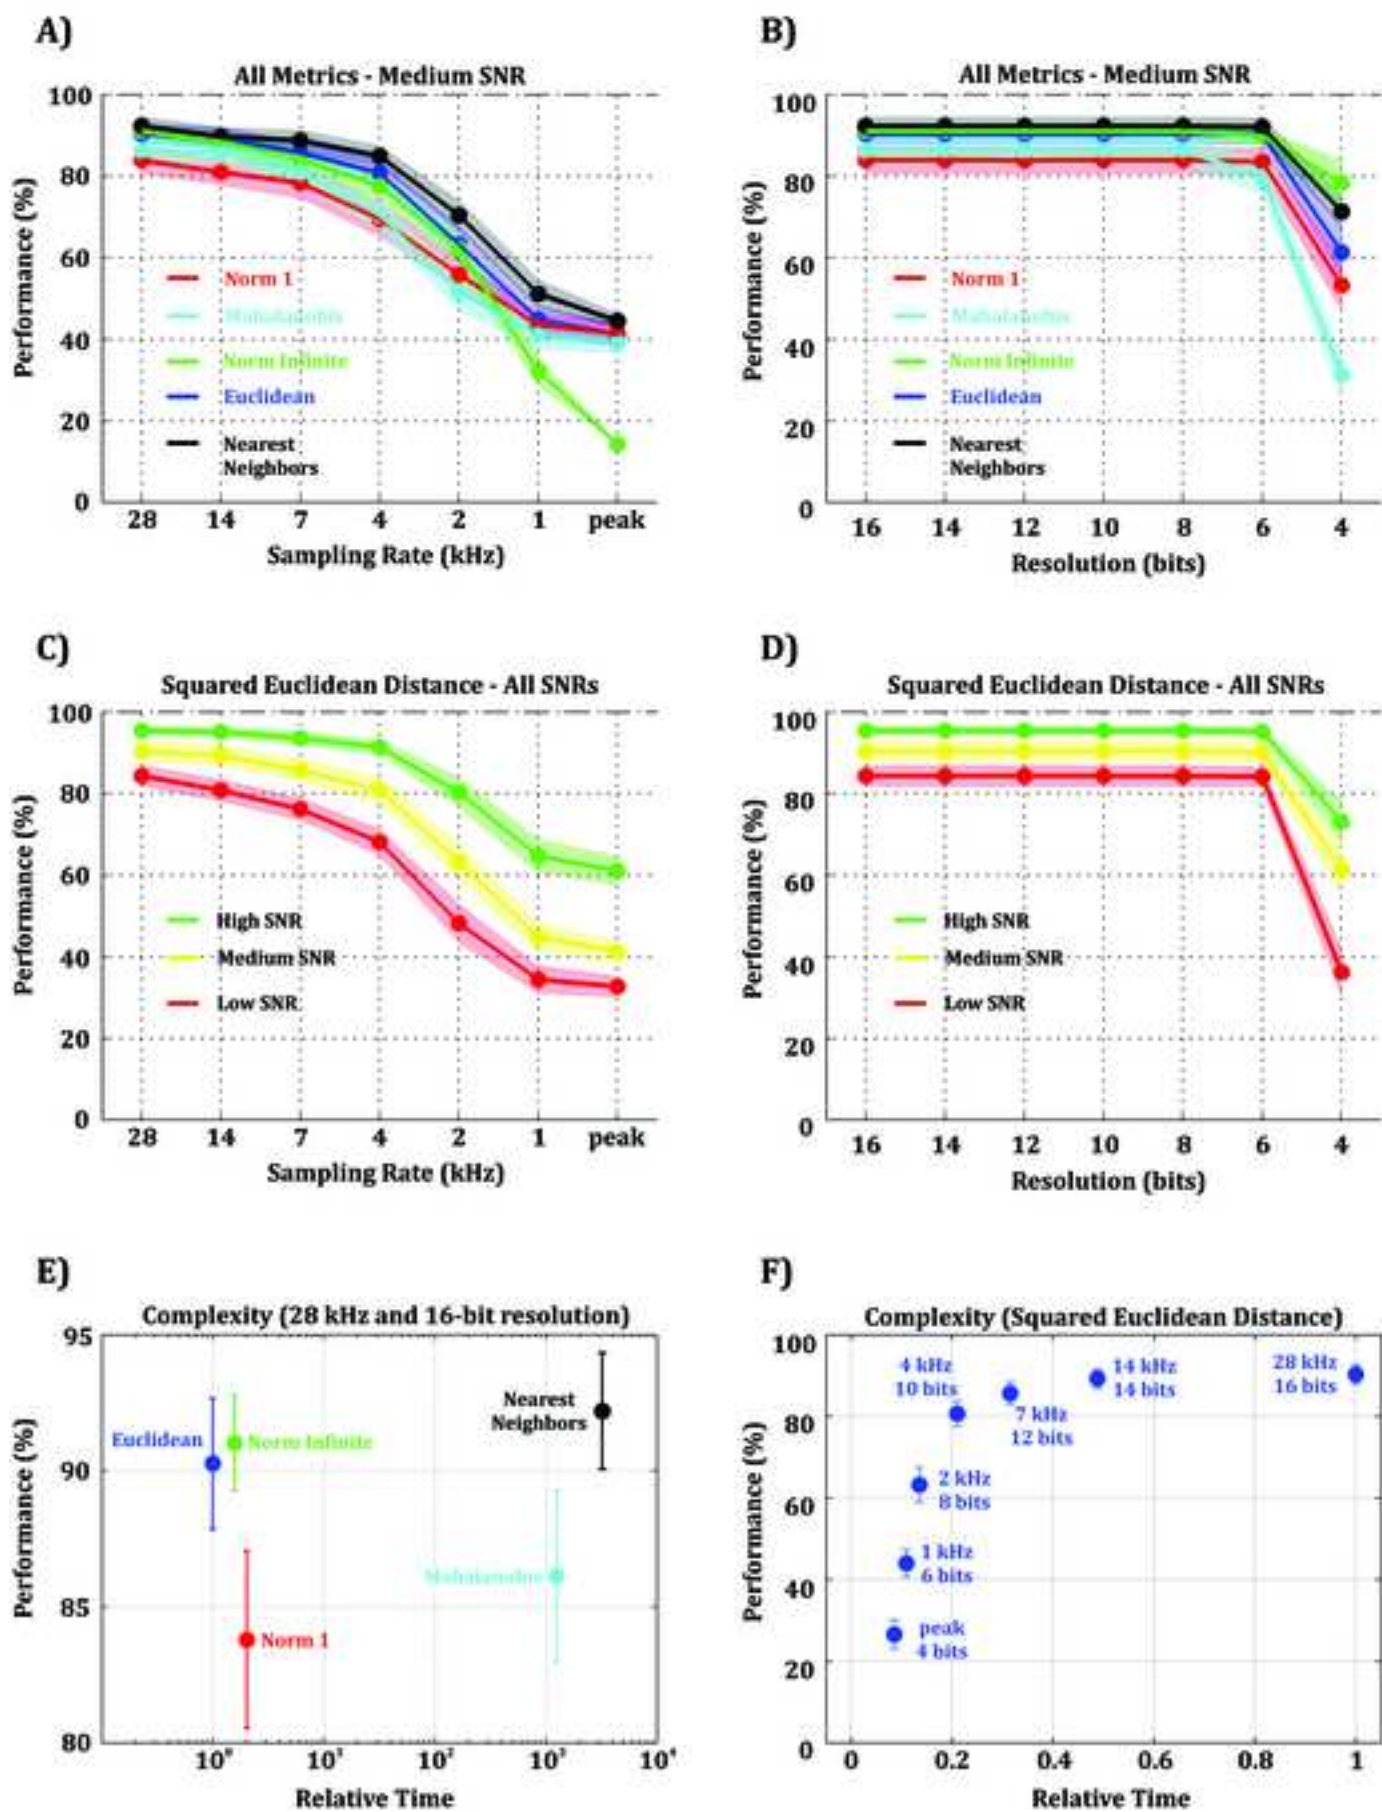 A)
All Metrics - Medium SNR
100
80
60
40
20
0
Performance (%)
Norm 1
Mahalanobis
Norm Infinite
Euclidean
Nearest
Neighbors
28 14 7 4 2 1 peak
Sampling Rate (kHz)
B)
All Metrics - Medium SNR
100
80
60
40
20
0
Performance (%)
Norm 1
Mahalanobis
Norm Infinite
Euclidean
Nearest
Neighbors
16 14 12 10 8 6 4
Resolution (bits)
C)
Squared Euclidean Distance - All SNRs
100
80
60
40
20
0
Performance (%)
High SNR
Medium SNR
Low SNR
28 14 7 4 2 1 peak
Sampling Rate (kHz)
D)
Squared Euclidean Distance - All SNRs
100
80
60
40
20
0
Performance (%)
High SNR
Medium SNR
Low SNR
16 14 12 10 8 6 4
Resolution (bits)
E)
Complexity (28 kHz and 16-bit resolution)
95
90
85
80
Performance (%)
Nearest
Neighbors
Euclidean
Norm Infinite
Mahalanobis
Norm 1
10⁰ 10¹ 10² 10³ 10⁴
Relative Time
F)
Complexity (Squared Euclidean Distance)
100
80
60
40
20
0
Performance (%)
4 kHz
10 bits
14 kHz
14 bits
28 kHz
16 bits
7 kHz
12 bits
2 kHz
8 bits
1 kHz
6 bits
peak
4 bits
0 0.2 0.4 0.6 0.8 1
Relative Time